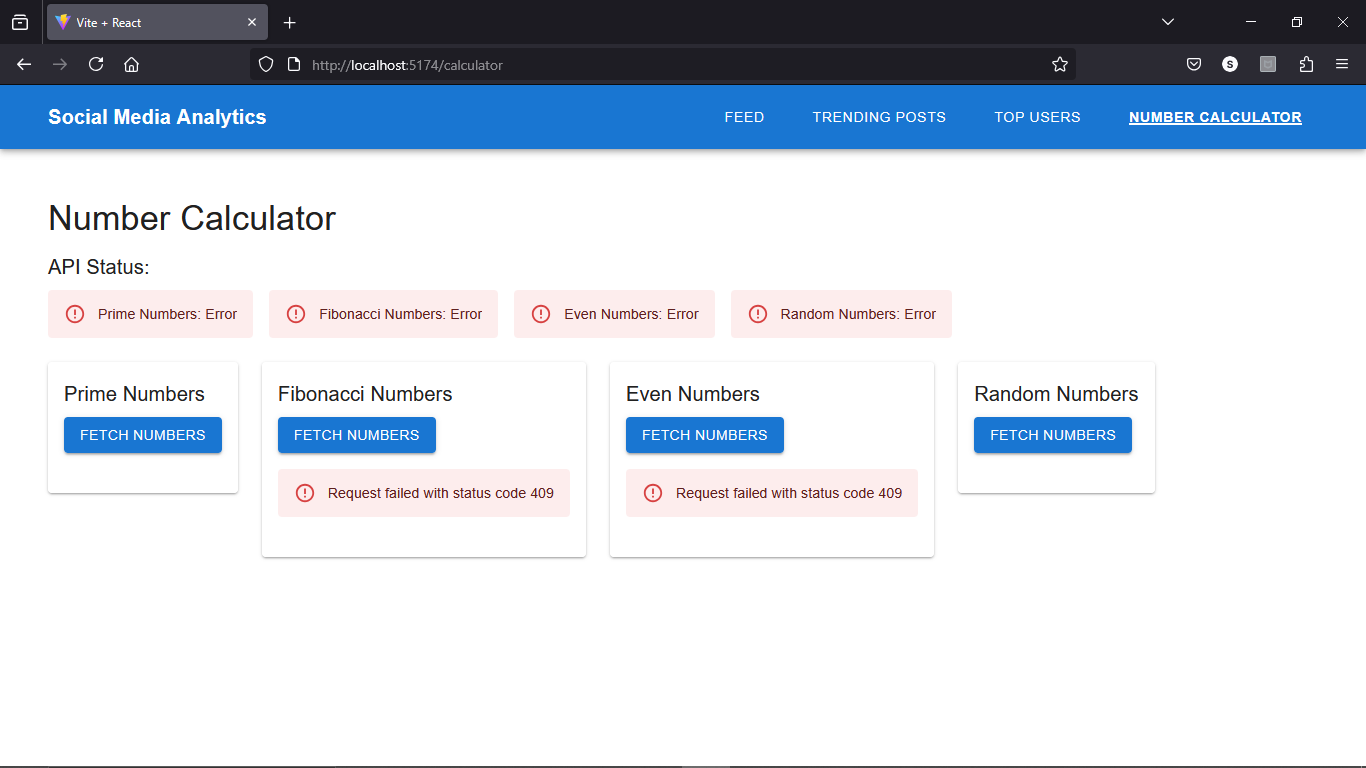 Vite + React
http://localhost:5174/calculator
S
Social Media Analytics
FEED
TRENDING POSTS
TOP USERS
NUMBER CALCULATOR
Number Calculator
API Status:
Prime Numbers: Error
Fibonacci Numbers: Error
Even Numbers: Error
Random Numbers: Error
Prime Numbers
FETCH NUMBERS
Fibonacci Numbers
FETCH NUMBERS
Request failed with status code 409
Even Numbers
FETCH NUMBERS
Request failed with status code 409
Random Numbers
FETCH NUMBERS